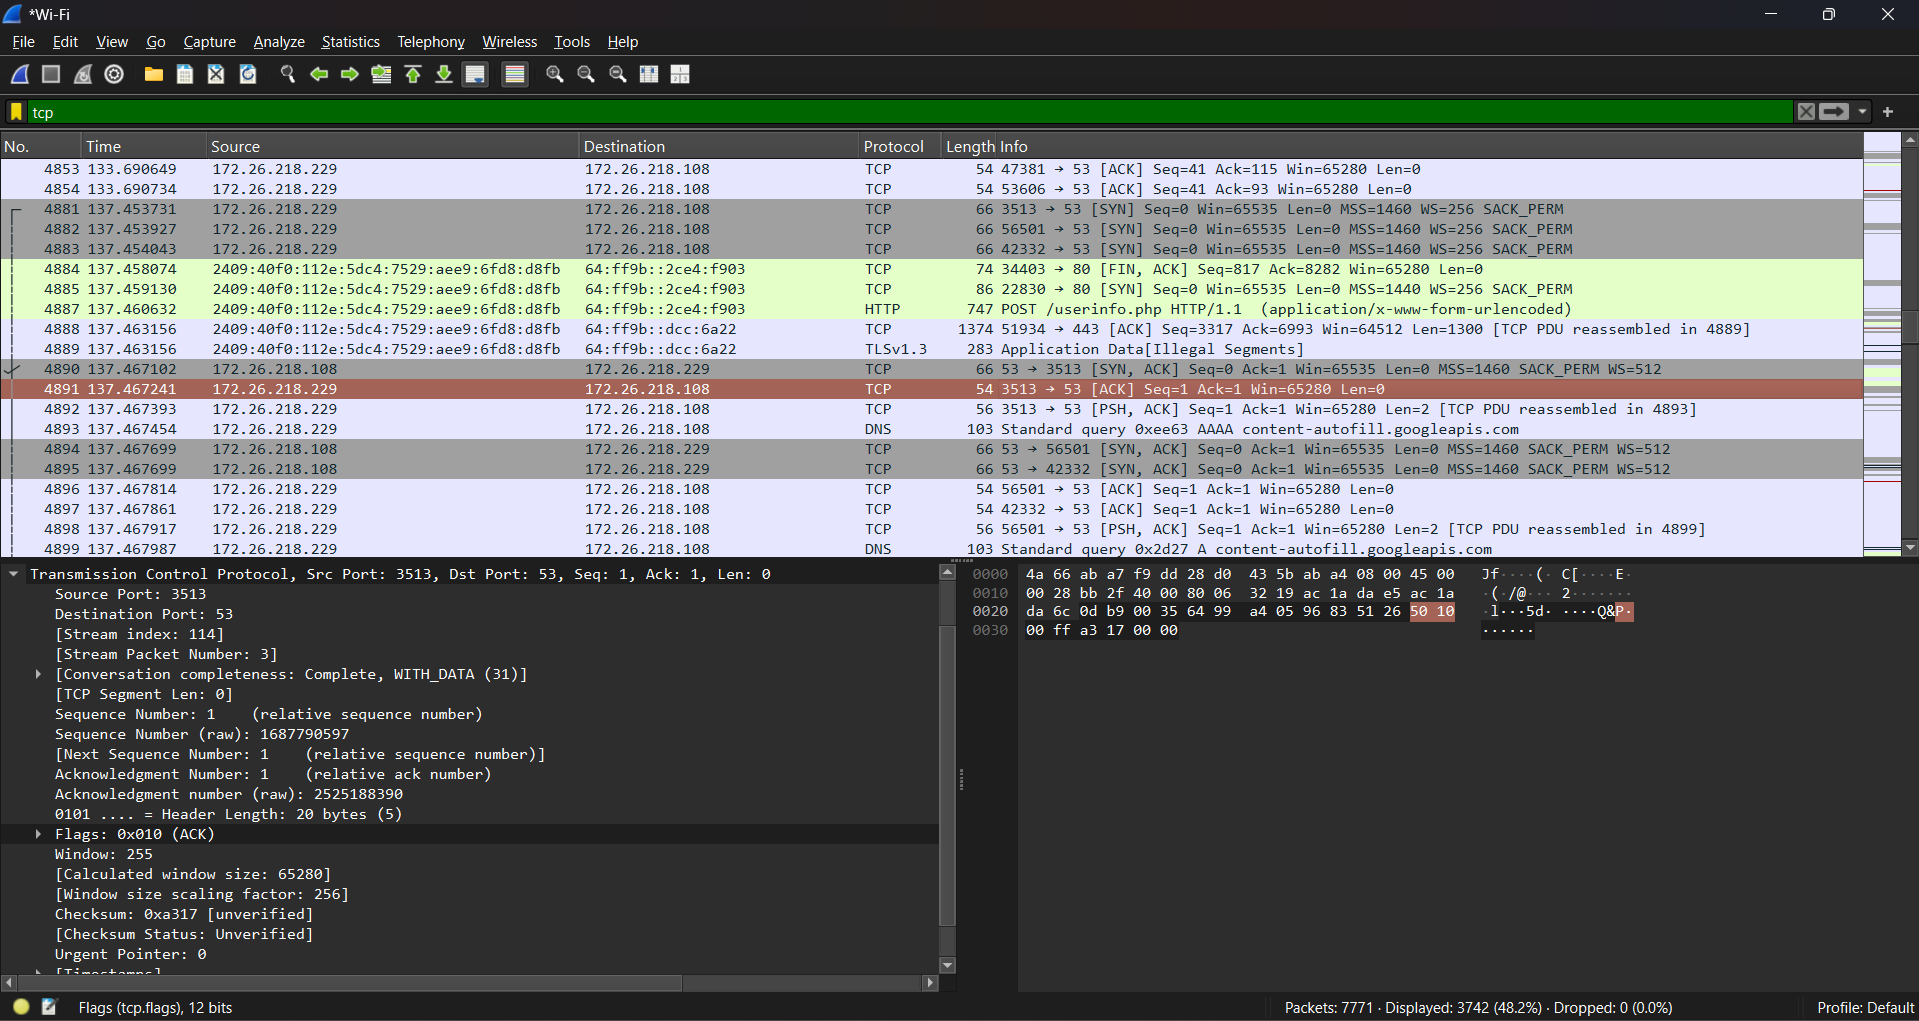 *Wi-Fi
File Edit View Go Capture Analyze Statistics Telephony Wireless Tools Help
tcp
No. Time Source Destination Protocol Length Info
4853 133.690649 172.26.218.229 172.26.218.108 TCP 54 47381 → 53 [ACK] Seq=41 Ack=115 Win=65280 Len=0
4854 133.690734 172.26.218.229 172.26.218.108 TCP 54 53606 → 53 [ACK] Seq=41 Ack=93 Win=65280 Len=0
4881 137.453731 172.26.218.229 172.26.218.108 TCP 66 3513 → 53 [SYN] Seq=0 Win=65535 Len=0 MSS=1460 WS=256 SACK_PERM
4882 137.453927 172.26.218.229 172.26.218.108 TCP 66 56501 → 53 [SYN] Seq=0 Win=65535 Len=0 MSS=1460 WS=256 SACK_PERM
4883 137.454043 172.26.218.229 172.26.218.108 TCP 66 42332 → 53 [SYN] Seq=0 Win=65535 Len=0 MSS=1460 WS=256 SACK_PERM
4884 137.458074 2409:40f0:112e:5dc4:7529:aee9:6fd8:d8fb 64:ff9b::2ce4:f903 TCP 74 34403 → 80 [FIN, ACK] Seq=817 Ack=8282 Win=65280 Len=0
4885 137.459130 2409:40f0:112e:5dc4:7529:aee9:6fd8:d8fb 64:ff9b::2ce4:f903 TCP 86 22830 → 80 [SYN] Seq=0 Win=65535 Len=0 MSS=1440 WS=256 SACK_PERM
4887 137.460632 2409:40f0:112e:5dc4:7529:aee9:6fd8:d8fb 64:ff9b::2ce4:f903 HTTP 747 POST /userinfo.php HTTP/1.1 (application/x-www-form-urlencoded)
4888 137.463156 2409:40f0:112e:5dc4:7529:aee9:6fd8:d8fb 64:ff9b::dcc:6a22 TCP 1374 51934 → 443 [ACK] Seq=3317 Ack=6993 Win=64512 Len=1300 [TCP PDU reassembled in 4889]
4889 137.463156 2409:40f0:112e:5dc4:7529:aee9:6fd8:d8fb 64:ff9b::dcc:6a22 TLSv1.3 283 Application Data[Illegal Segments]
4890 137.467102 172.26.218.108 172.26.218.229 TCP 66 53 → 3513 [SYN, ACK] Seq=0 Ack=1 Win=65535 Len=0 MSS=1460 SACK_PERM WS=512
4891 137.467241 172.26.218.229 172.26.218.108 TCP 54 3513 → 53 [ACK] Seq=1 Ack=1 Win=65280 Len=0
4892 137.467393 172.26.218.229 172.26.218.108 TCP 56 3513 → 53 [PSH, ACK] Seq=1 Ack=1 Win=65280 Len=2 [TCP PDU reassembled in 4893]
4893 137.467454 172.26.218.229 172.26.218.108 DNS 103 Standard query 0xee63 AAAA content-autofill.googleapis.com
4894 137.467699 172.26.218.108 172.26.218.229 TCP 66 53 → 56501 [SYN, ACK] Seq=0 Ack=1 Win=65535 Len=0 MSS=1460 SACK_PERM WS=512
4895 137.467699 172.26.218.108 172.26.218.229 TCP 66 53 → 42332 [SYN, ACK] Seq=0 Ack=1 Win=65535 Len=0 MSS=1460 SACK_PERM WS=512
4896 137.467814 172.26.218.229 172.26.218.108 TCP 54 56501 → 53 [ACK] Seq=1 Ack=1 Win=65280 Len=0
4897 137.467861 172.26.218.229 172.26.218.108 TCP 54 42332 → 53 [ACK] Seq=1 Ack=1 Win=65280 Len=0
4898 137.467917 172.26.218.229 172.26.218.108 TCP 56 56501 → 53 [PSH, ACK] Seq=1 Ack=1 Win=65280 Len=2 [TCP PDU reassembled in 4899]
4899 137.467987 172.26.218.229 172.26.218.108 DNS 103 Standard query 0x2d27 A content-autofill.googleapis.com
Transmission Control Protocol, Src Port: 3513, Dst Port: 53, Seq: 1, Ack: 1, Len: 0
Source Port: 3513
Destination Port: 53
[Stream index: 114]
[Stream Packet Number: 3]
[Conversation completeness: Complete, WITH_DATA (31)]
[TCP Segment Len: 0]
Sequence Number: 1 (relative sequence number)
Sequence Number (raw): 1687790597
[Next Sequence Number: 1 (relative sequence number)]
Acknowledgment Number: 1 (relative ack number)
Acknowledgment number (raw): 2525188390
0101 .... = Header Length: 20 bytes (5)
Flags: 0x010 (ACK)
Window: 255
[Calculated window size: 65280]
[Window size scaling factor: 256]
Checksum: 0xa317 [unverified]
[Checksum Status: Unverified]
Urgent Pointer: 0
[Timestamps]
0000 4a 66 ab a7 f9 dd 28 d0 43 5b ab a4 08 00 45 00 Jf····(· C[····E·
0010 00 28 bb 2f 40 00 80 06 32 19 ac 1a da e5 ac 1a ·(·/@··· 2·······
0020 da 6c 0d b9 00 35 64 99 a4 05 96 83 51 26 50 10 ·l···5d· ····Q&P·
0030 00 ff a3 17 00 00 ······
Flags (tcp.flags), 12 bits
Packets: 7771 · Displayed: 3742 (48.2%) · Dropped: 0 (0.0%)
Profile: Default